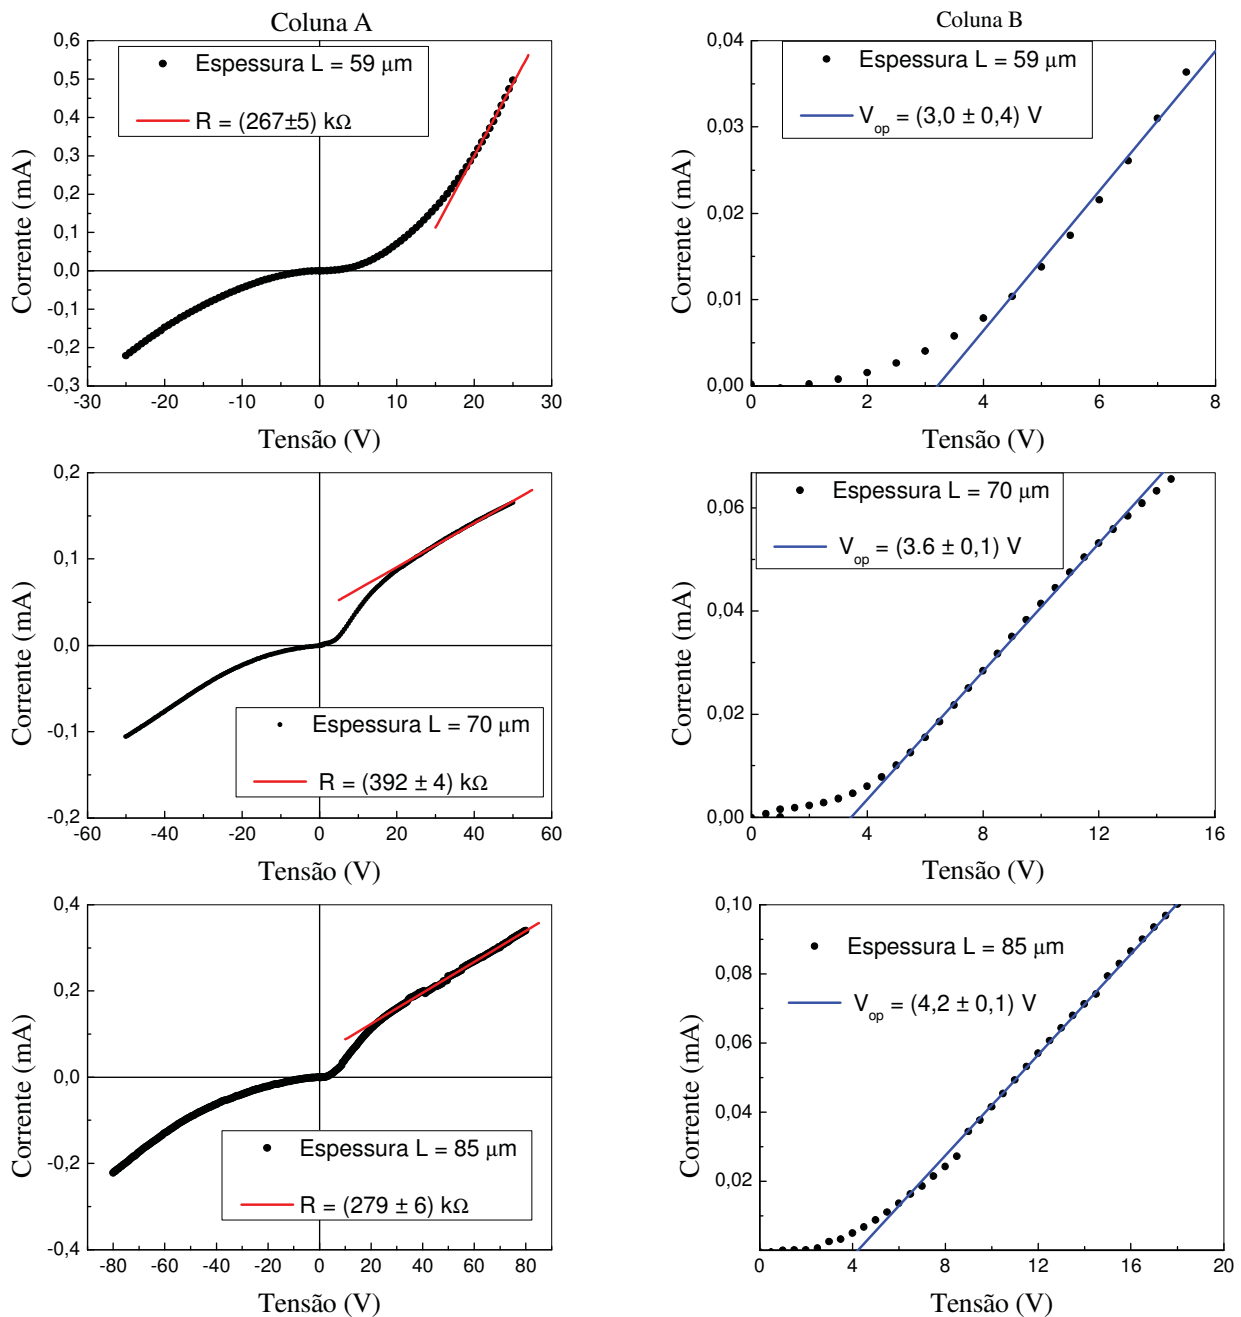 Coluna A
0,6
0,5
0,4
0,3
0,2
0,1
0,0
-0,1
-0,2
-0,3
Corrente (mA)
Espessura L = 59 μm
R = (267±5) kΩ
-30 -20 -10 0 10 20 30
Tensão (V)
Coluna B
0,04
0,03
0,02
0,01
0,00
Corrente (mA)
Espessura L = 59 μm
Vop = (3,0 ± 0,4) V
2 4 6 8
Tensão (V)
0,2
0,1
0,0
-0,1
-0,2
Corrente (mA)
Espessura L = 70 μm
R = (392 ± 4) kΩ
-60 -40 -20 0 20 40 60
Tensão (V)
0,06
0,04
0,02
0,00
Corrente (mA)
Espessura L = 70 μm
Vop = (3.6 ± 0,1) V
0 4 8 12 16
Tensão (V)
0,4
0,2
0,0
-0,2
-0,4
Corrente (mA)
Espessura L = 85 μm
R = (279 ± 6) kΩ
-80 -60 -40 -20 0 20 40 60 80
Tensão (V)
0,10
0,08
0,06
0,04
0,02
Corrente (mA)
Espessura L = 85 μm
Vop = (4,2 ± 0,1) V
0 4 8 12 16 20
Tensão (V)